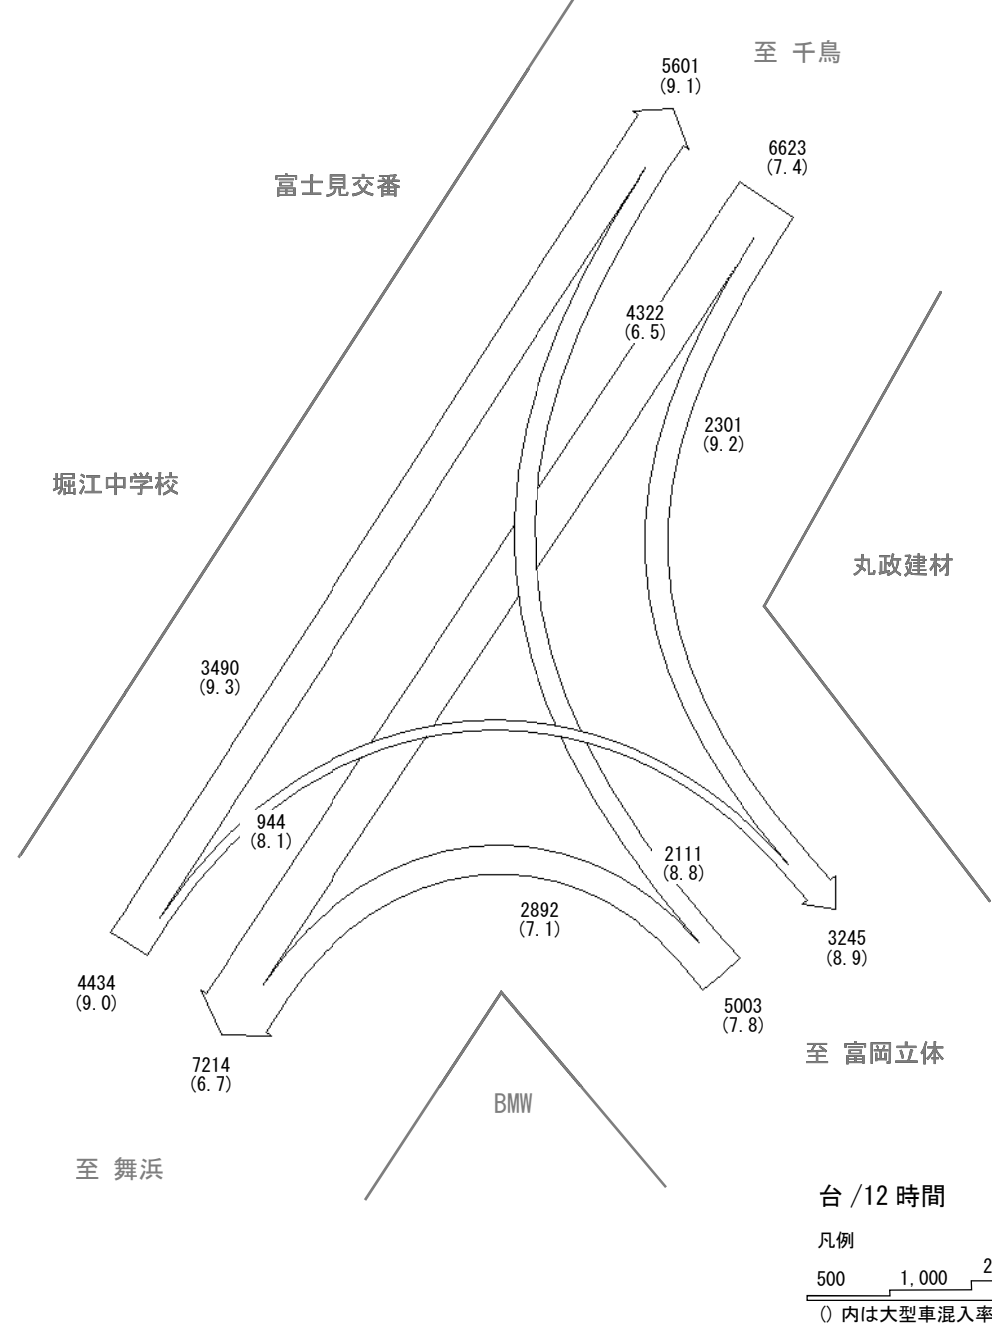 至 千鳥
5601
(9.1)
6623
(7.4)
富士見交番
4322
(6.5)
2301
(9.2)
堀江中学校
丸政建材
3490
(9.3)
944
(8.1)
2111
(8.8)
2892
(7.1)
3245
(8.9)
4434
(9.0)
5003
(7.8)
7214
(6.7)
至 富岡立体
BMW
至 舞浜
台/12時間
凡例
500 1,000 2
() 内は大型車混入率